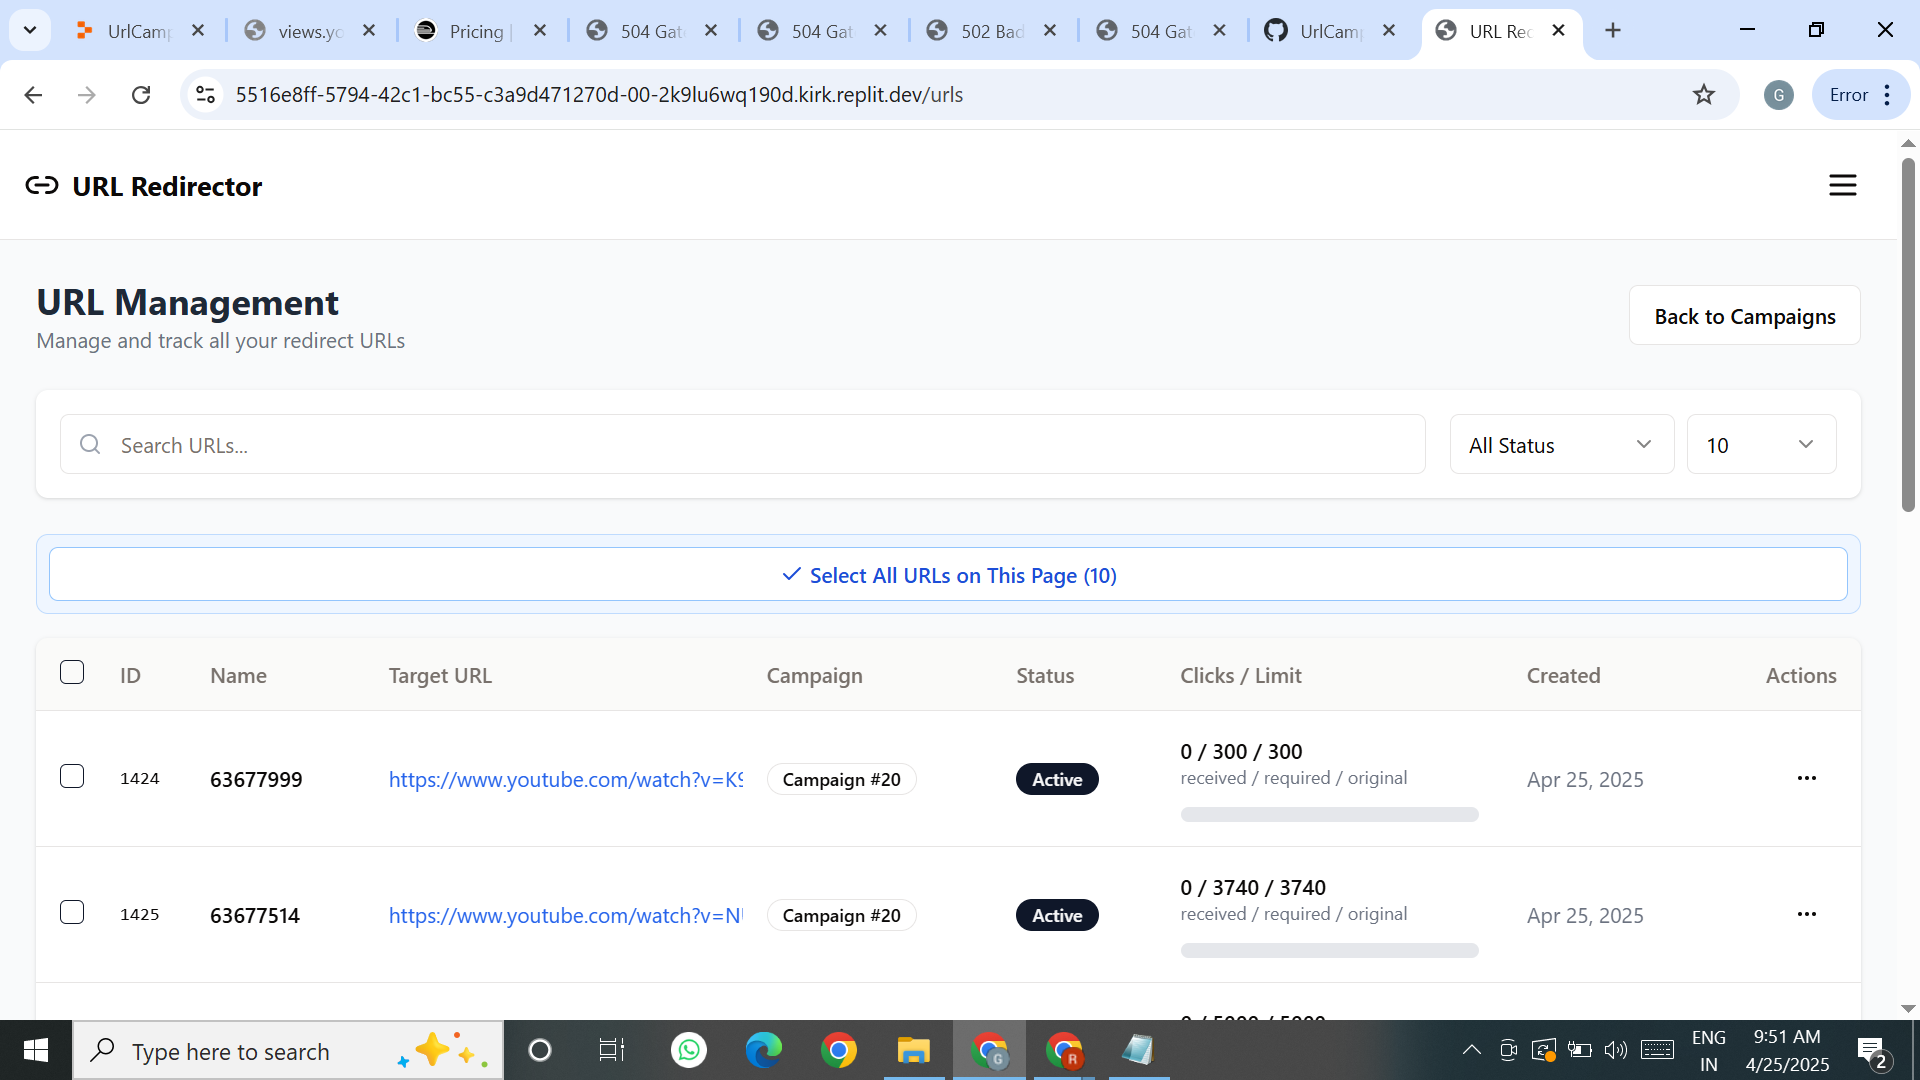 UrlCamp
views.yo
Pricing |
504 Gat
504 Gat
502 Bad
504 Gat
UrlCamp
URL Rec
5516e8ff-5794-42c1-bc55-c3a9d471270d-00-2k9lu6wq190d.kirk.replit.dev/urls
G
Error
URL Redirector
URL Management
Manage and track all your redirect URLs
Back to Campaigns
Search URLs...
All Status
10
Select All URLs on This Page (10)
ID Name Target URL Campaign Status Clicks / Limit Created Actions
1424 63677999 https://www.youtube.com/watch?v=K9 Campaign #20 Active 0 / 300 / 300 Apr 25, 2025
received / required / original
1425 63677514 https://www.youtube.com/watch?v=NU Campaign #20 Active 0 / 3740 / 3740 Apr 25, 2025
received / required / original
0 / 5000 / 5000
Type here to search
G
R
ENG
IN
9:51 AM
4/25/2025
2